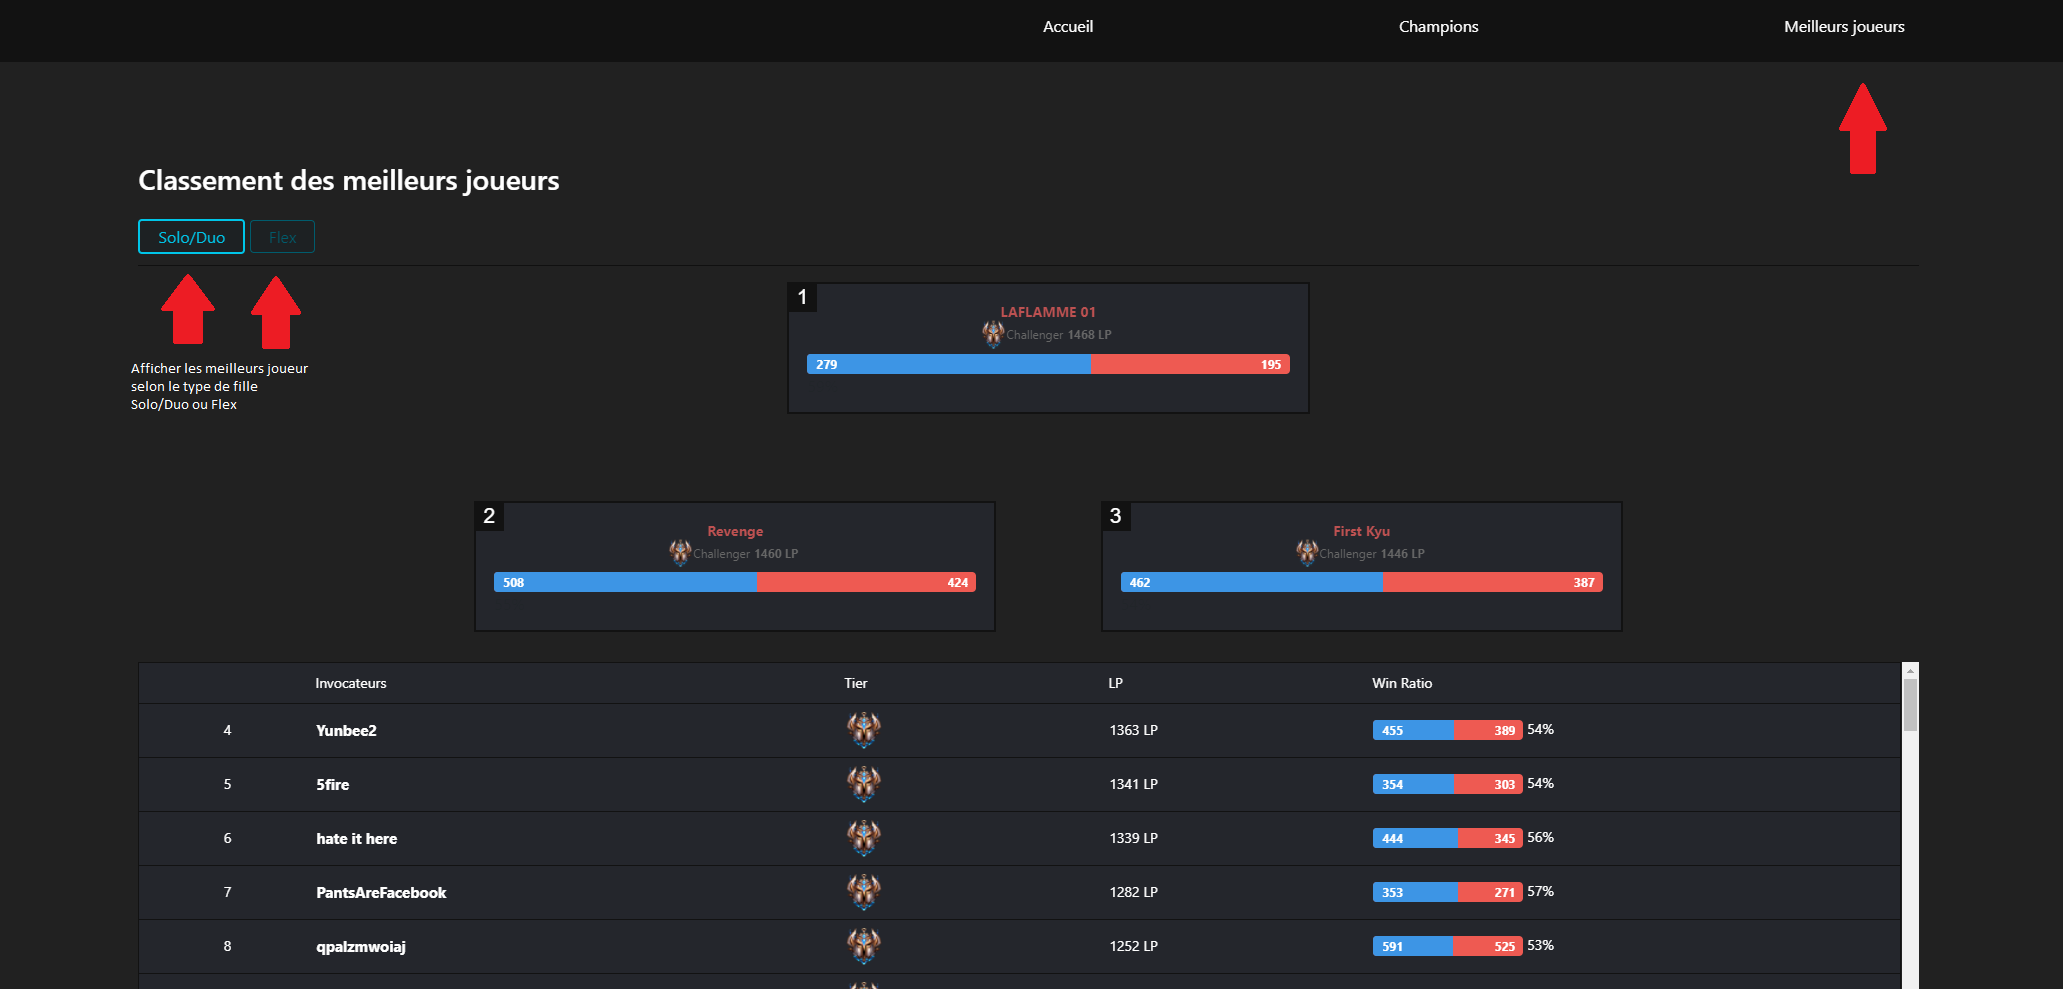 Accueil Champions Meilleurs joueurs
Classement des meilleurs joueurs
Solo/Duo Flex
Afficher les meilleurs joueur
selon le type de fille
Solo/Duo ou Flex
1
LAFLAMME 01
Challenger 1468 LP
279 195
2
Revenge
Challenger 1460 LP
508 424
3
First Kyu
Challenger 1446 LP
462 387
Invocateurs Tier LP Win Ratio
4 Yunbee2 1363 LP 455 389 54%
5 5fire 1341 LP 354 303 54%
6 hate it here 1339 LP 444 345 56%
7 PantsAreFacebook 1282 LP 353 271 57%
8 qpalzmwoiaj 1252 LP 591 525 53%